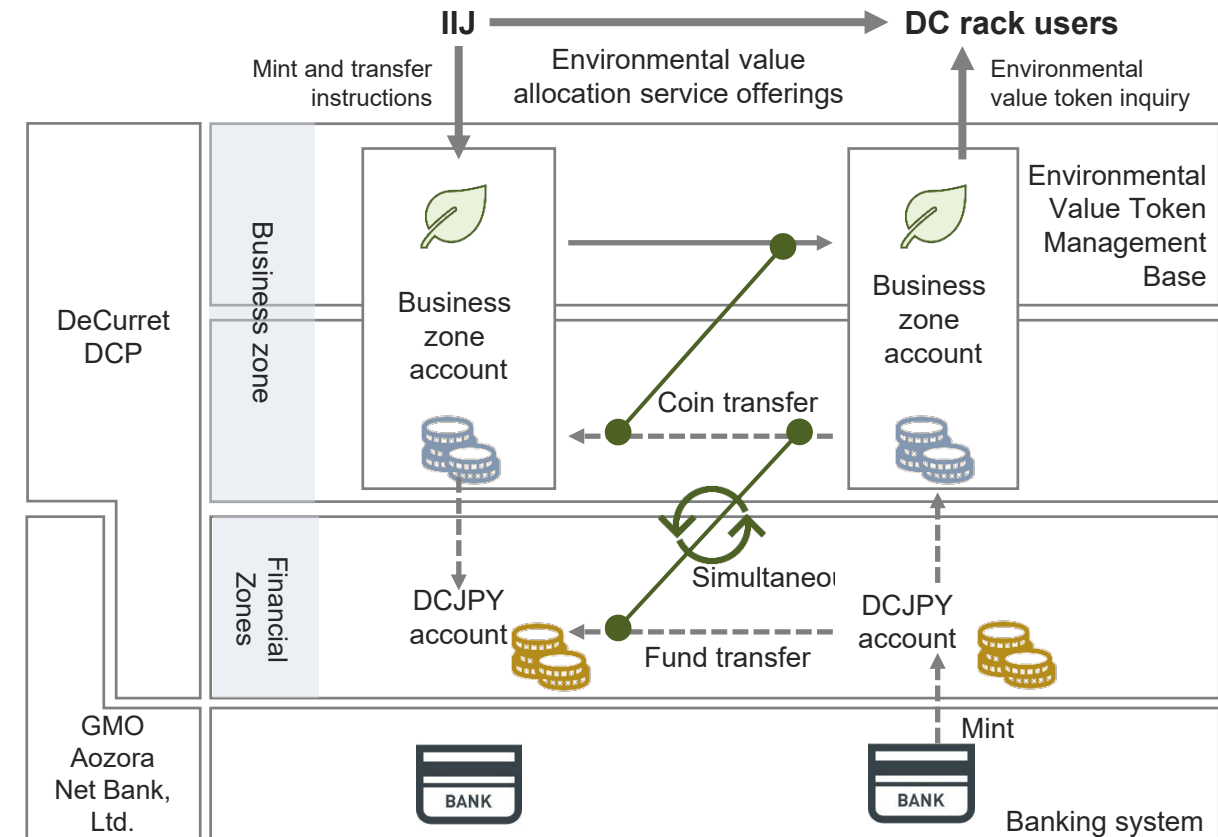 IIJ
DC rack users
Mint and transfer
instructions
Environmental value
allocation service offerings
Environmental
value token inquiry
DeCurret
DCP
Business zone
Business
zone
account
Business
zone
account
Environmental
Value Token
Management
Base
Coin transfer
Financial
Zones
Simultaneou
DCJPY
account
DCJPY
account
Fund transfer
GMO
Aozora
Net Bank,
Ltd.
Mint
BANK
BANK
Banking system